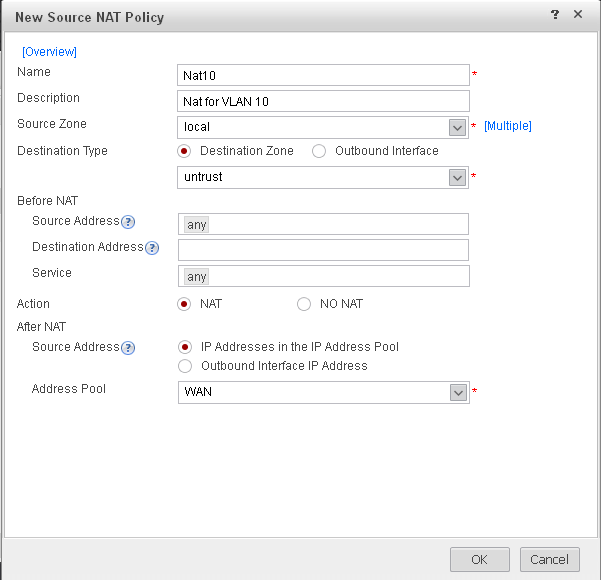 New Source NAT Policy ? ×
[Overview]
Name Nat10 *
Description Nat for VLAN 10
Source Zone local * [Multiple]
Destination Type Destination Zone Outbound Interface
untrust *
Before NAT
Source Address ? any
Destination Address ?
Service any
Action NAT NO NAT
After NAT
Source Address ? IP Addresses in the IP Address Pool
Outbound Interface IP Address
Address Pool WAN *
OK Cancel